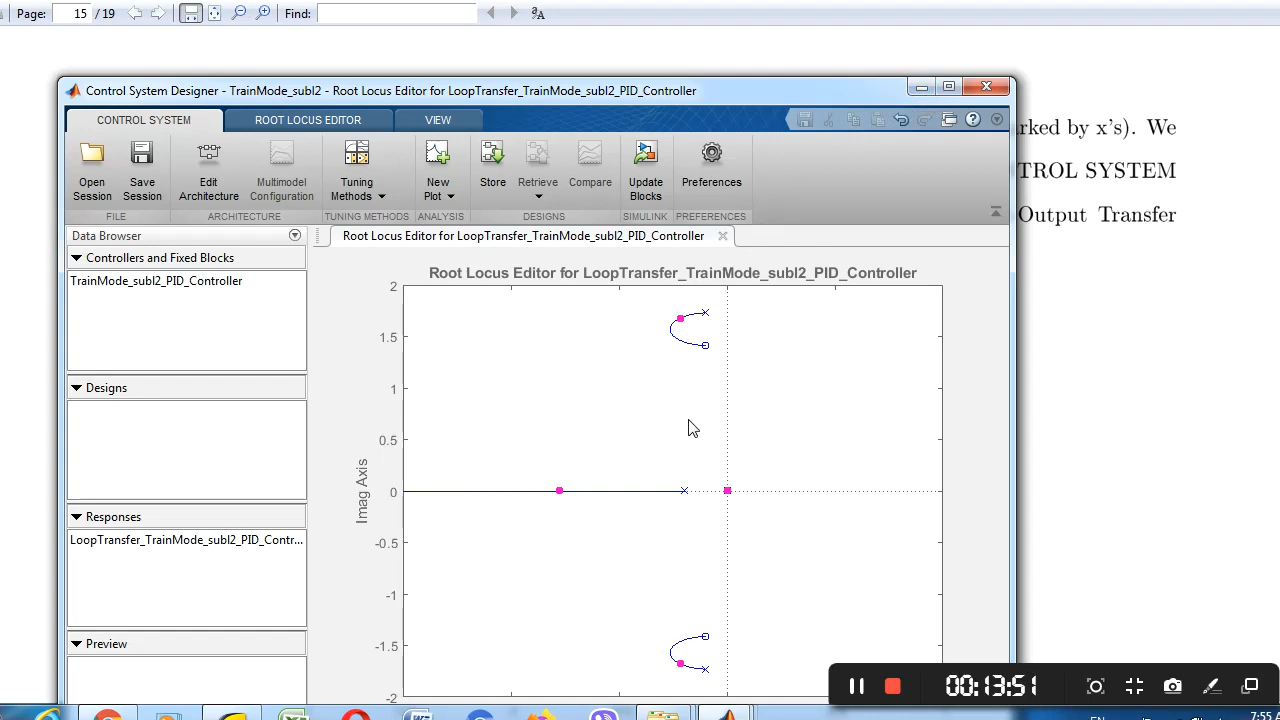 Page: 15 / 19 Find:
Control System Designer - TrainMode_subl2 - Root Locus Editor for LoopTransfer_TrainMode_subl2_PID_Controller
CONTROL SYSTEM ROOT LOCUS EDITOR VIEW
Open Session
Save Session
Edit Architecture
Multimodel Configuration
Tuning Methods
New Plot
Store
Retrieve
Compare
Update Blocks
Preferences
FILE ARCHITECTURE TUNING METHODS ANALYSIS DESIGNS SIMULINK PREFERENCES
arked by x's). We
TROL SYSTEM
Output Transfer
Data Browser
Controllers and Fixed Blocks
TrainMode_subl2_PID_Controller
Designs
Responses
LoopTransfer_TrainMode_subl2_PID_Contr...
Preview
Root Locus Editor for LoopTransfer_TrainMode_subl2_PID_Controller
Root Locus Editor for LoopTransfer_TrainMode_subl2_PID_Controller
2
1.5
1
0.5
0
-0.5
-1
-1.5
-2
Imag Axis
00:13:51
EN
7:55